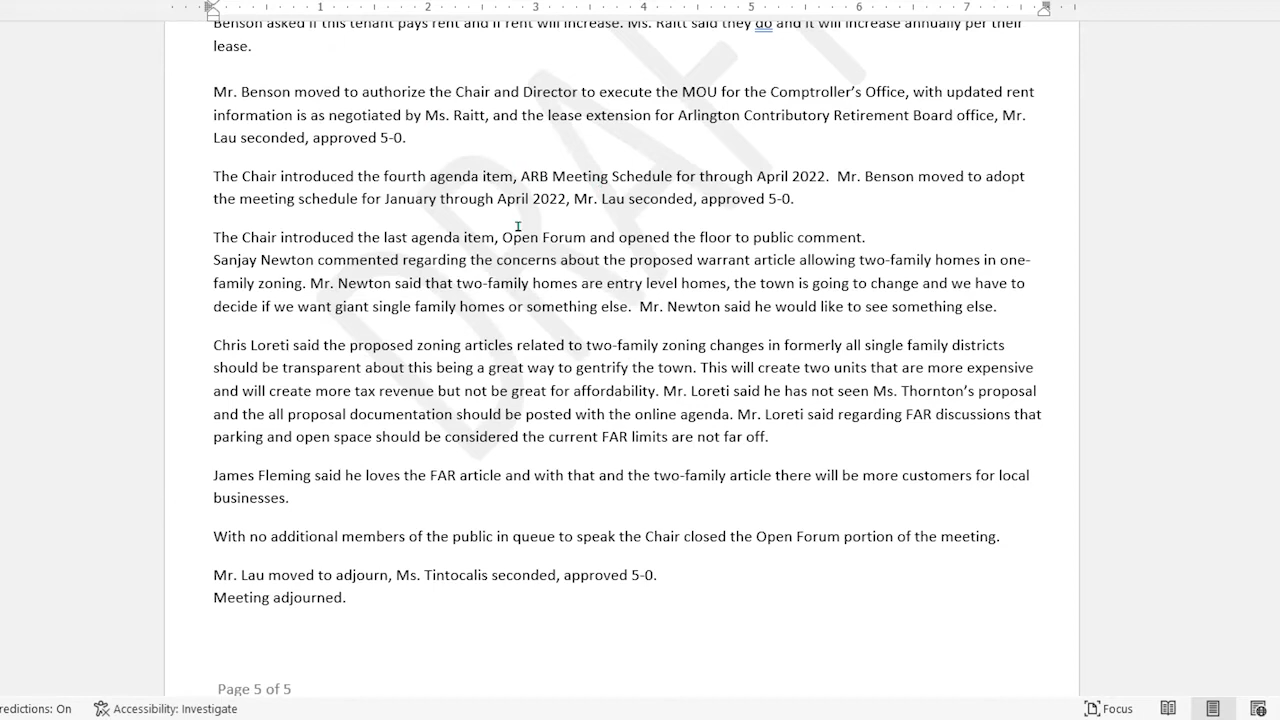 1 2 3 4 5 6 7
Benson asked if this tenant pays rent and if rent will increase. Ms. Raitt said they do and it will increase annually per their
lease.
Mr. Benson moved to authorize the Chair and Director to execute the MOU for the Comptroller’s Office, with updated rent
information is as negotiated by Ms. Raitt, and the lease extension for Arlington Contributory Retirement Board office, Mr.
Lau seconded, approved 5-0.
The Chair introduced the fourth agenda item, ARB Meeting Schedule for through April 2022.  Mr. Benson moved to adopt
the meeting schedule for January through April 2022, Mr. Lau seconded, approved 5-0.
The Chair introduced the last agenda item, Open Forum and opened the floor to public comment.
Sanjay Newton commented regarding the concerns about the proposed warrant article allowing two-family homes in one-
family zoning. Mr. Newton said that two-family homes are entry level homes, the town is going to change and we have to
decide if we want giant single family homes or something else.  Mr. Newton said he would like to see something else.
Chris Loreti said the proposed zoning articles related to two-family zoning changes in formerly all single family districts
should be transparent about this being a great way to gentrify the town. This will create two units that are more expensive
and will create more tax revenue but not be great for affordability. Mr. Loreti said he has not seen Ms. Thornton’s proposal
and the all proposal documentation should be posted with the online agenda. Mr. Loreti said regarding FAR discussions that
parking and open space should be considered the current FAR limits are not far off.
James Fleming said he loves the FAR article and with that and the two-family article there will be more customers for local
businesses.
With no additional members of the public in queue to speak the Chair closed the Open Forum portion of the meeting.
Mr. Lau moved to adjourn, Ms. Tintocalis seconded, approved 5-0.
Meeting adjourned.
DRAFT
Page 5 of 5
redictions: On Accessibility: Investigate Focus